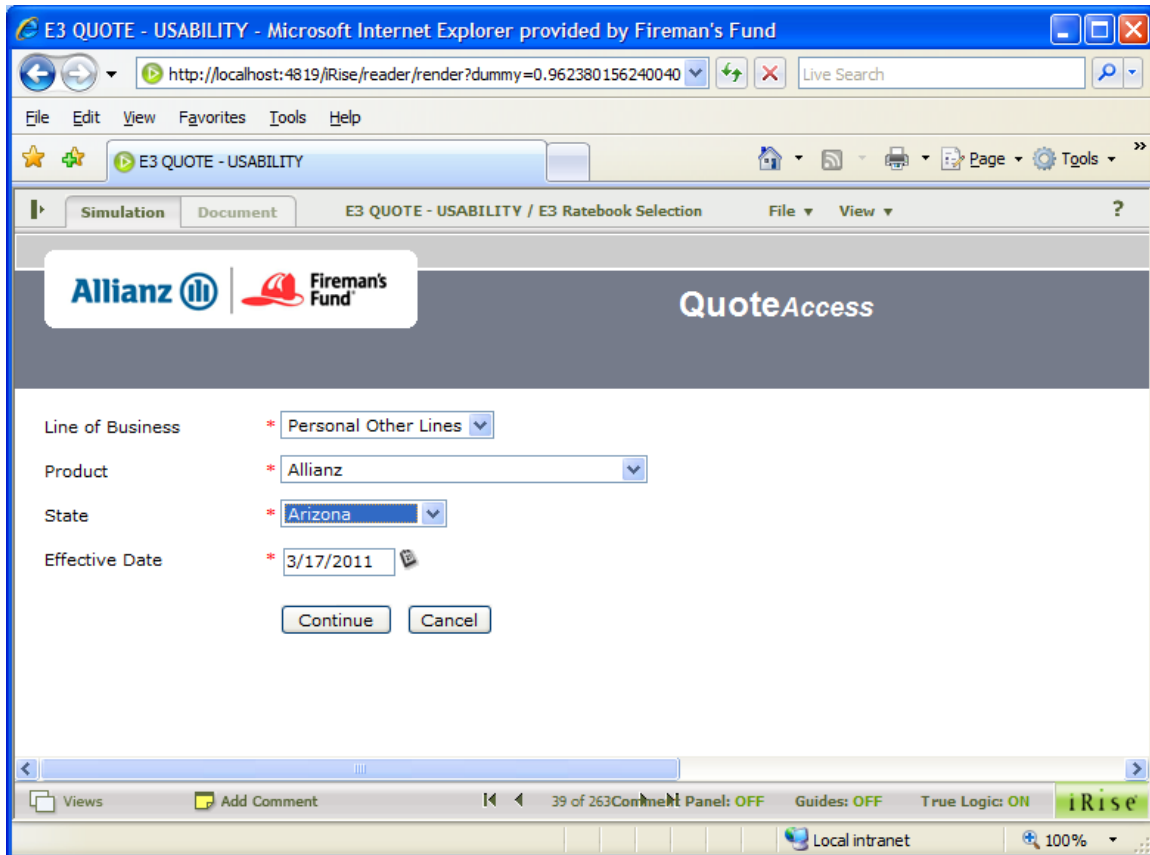 E3 QUOTE - USABILITY - Microsoft Internet Explorer provided by Fireman's Fund
http://localhost:4819/iRise/reader/render?dummy=0.962380156240040
Live Search
File Edit View Favorites Tools Help
E3 QUOTE - USABILITY
Page Tools »
Simulation Document E3 QUOTE - USABILITY / E3 Ratebook Selection File View ?
Allianz Fireman's Fund® QuoteAccess
Line of Business * Personal Other Lines
Product * Allianz
State * Arizona
Effective Date * 3/17/2011
Continue Cancel
Views Add Comment 39 of 263 Comment Panel: OFF Guides: OFF True Logic: ON iRise
Local intranet 100%